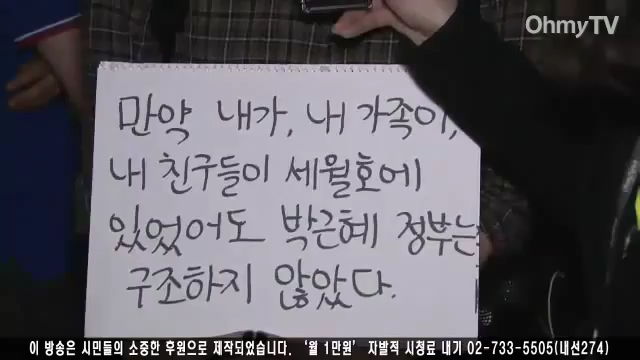 OhmyTV
만약 내가, 내 가족이,
내 친구들이 세월호에
있었어도 박근혜 정부는
구조하지 않았다.
이 방송은 시민들의 소중한 후원으로 제작되었습니다. ‘월 1만원’ 자발적 시청료 내기 02-733-5505(내선274)